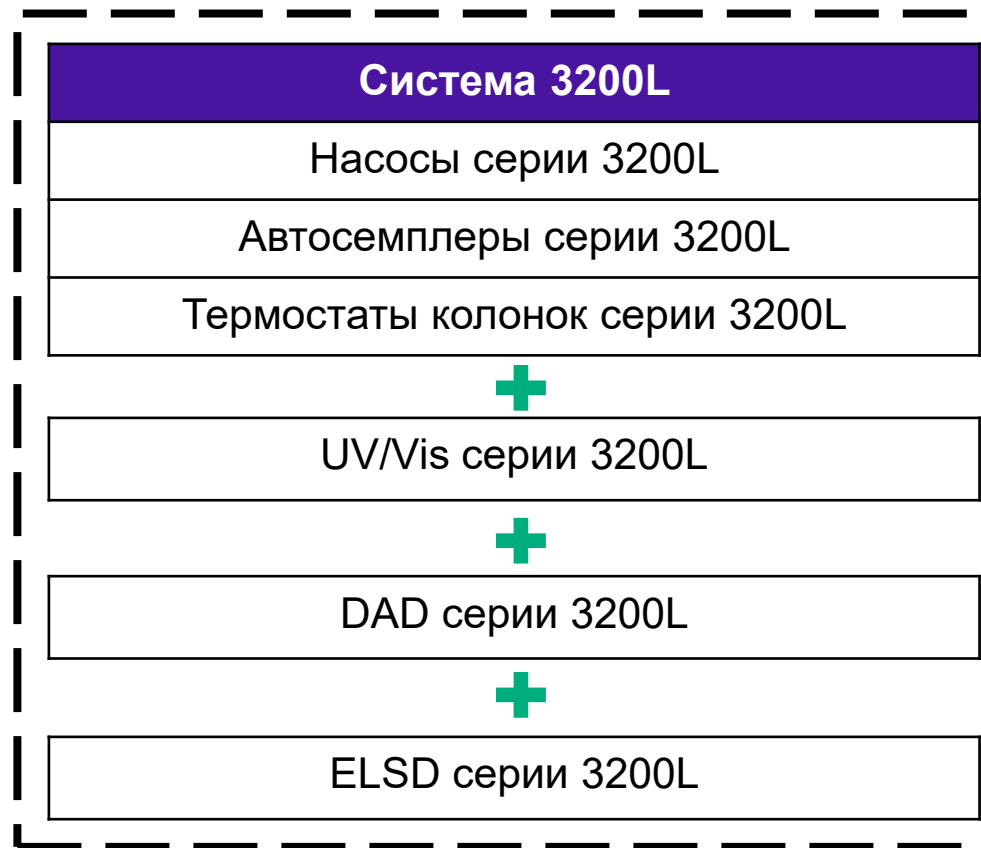 Система 3200L
Насосы серии 3200L
Автосемплеры серии 3200L
Термостаты колонок серии 3200L
UV/Vis серии 3200L
DAD серии 3200L
ELSD серии 3200L